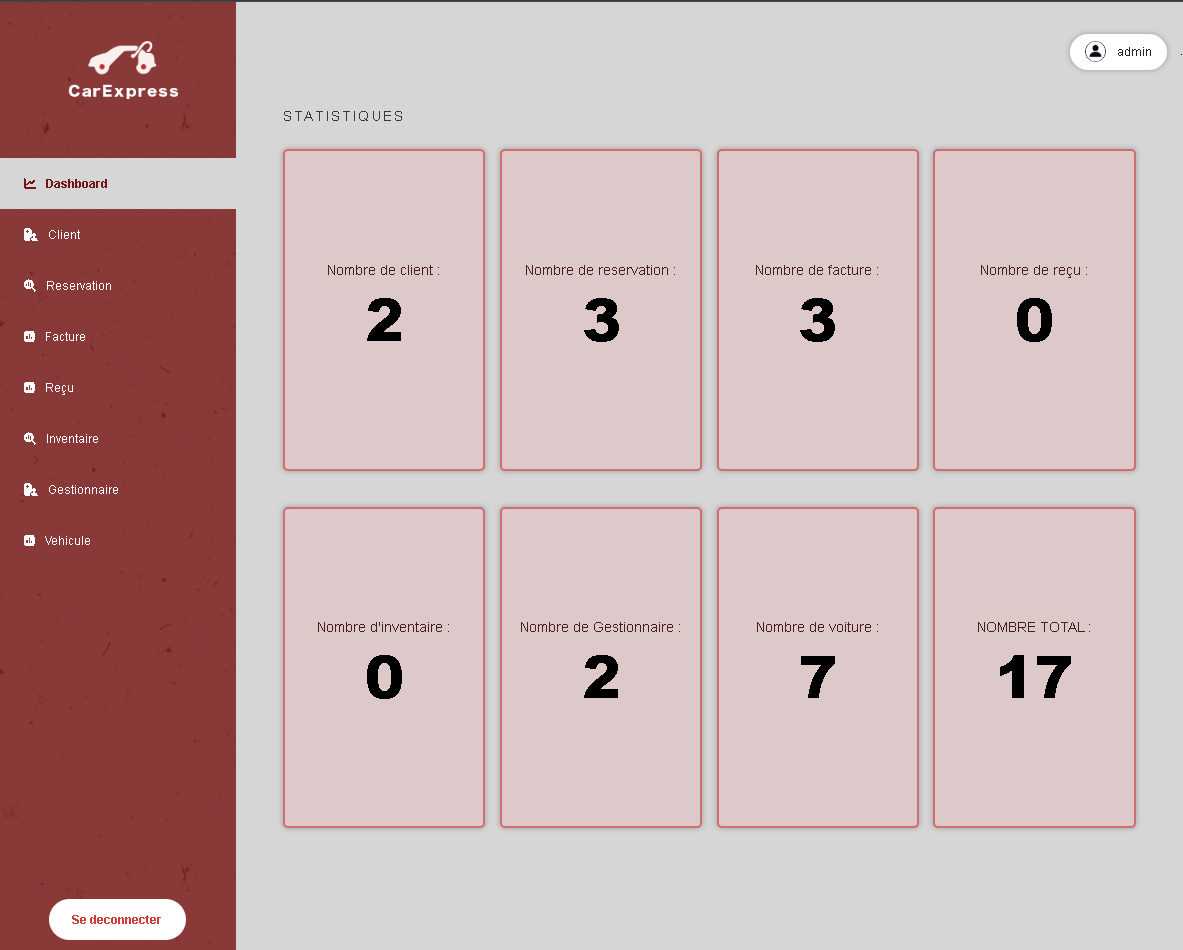 CarExpress
admin
STATISTIQUES
Dashboard
Client
Reservation
Facture
Reçu
Inventaire
Gestionnaire
Vehicule
Se deconnecter
Nombre de client :
2
Nombre de reservation :
3
Nombre de facture :
3
Nombre de reçu :
0
Nombre d'inventaire :
0
Nombre de Gestionnaire :
2
Nombre de voiture :
7
NOMBRE TOTAL :
17